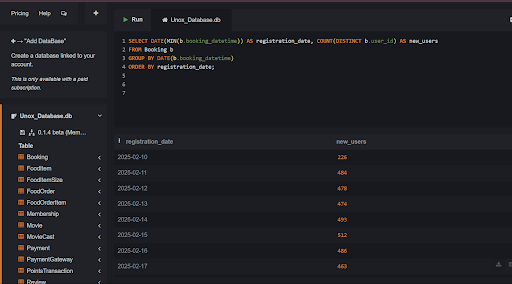 Pricing Help
+
Run
Unox_Database.db
+ → "Add DataBase"
Create a database linked to your
account.
This is only available with a paid
subscription.
Unox_Database.db
0.1.4 beta (Mem...
Table
Booking
FoodItem
FoodItemSize
FoodOrder
FoodOrderItem
Membership
Movie
MovieCast
Payment
PaymentGateway
PointsTransaction
Review
1 SELECT DATE(MIN(b.booking_datetime)) AS registration_date, COUNT(DISTINCT b.user_id) AS new_users
2 FROM Booking b
3 GROUP BY DATE(b.booking_datetime)
4 ORDER BY registration_date;
5
6
7
registration_date new_users
2025-02-10 226
2025-02-11 484
2025-02-12 478
2025-02-13 474
2025-02-14 493
2025-02-15 512
2025-02-16 486
2025-02-17 463